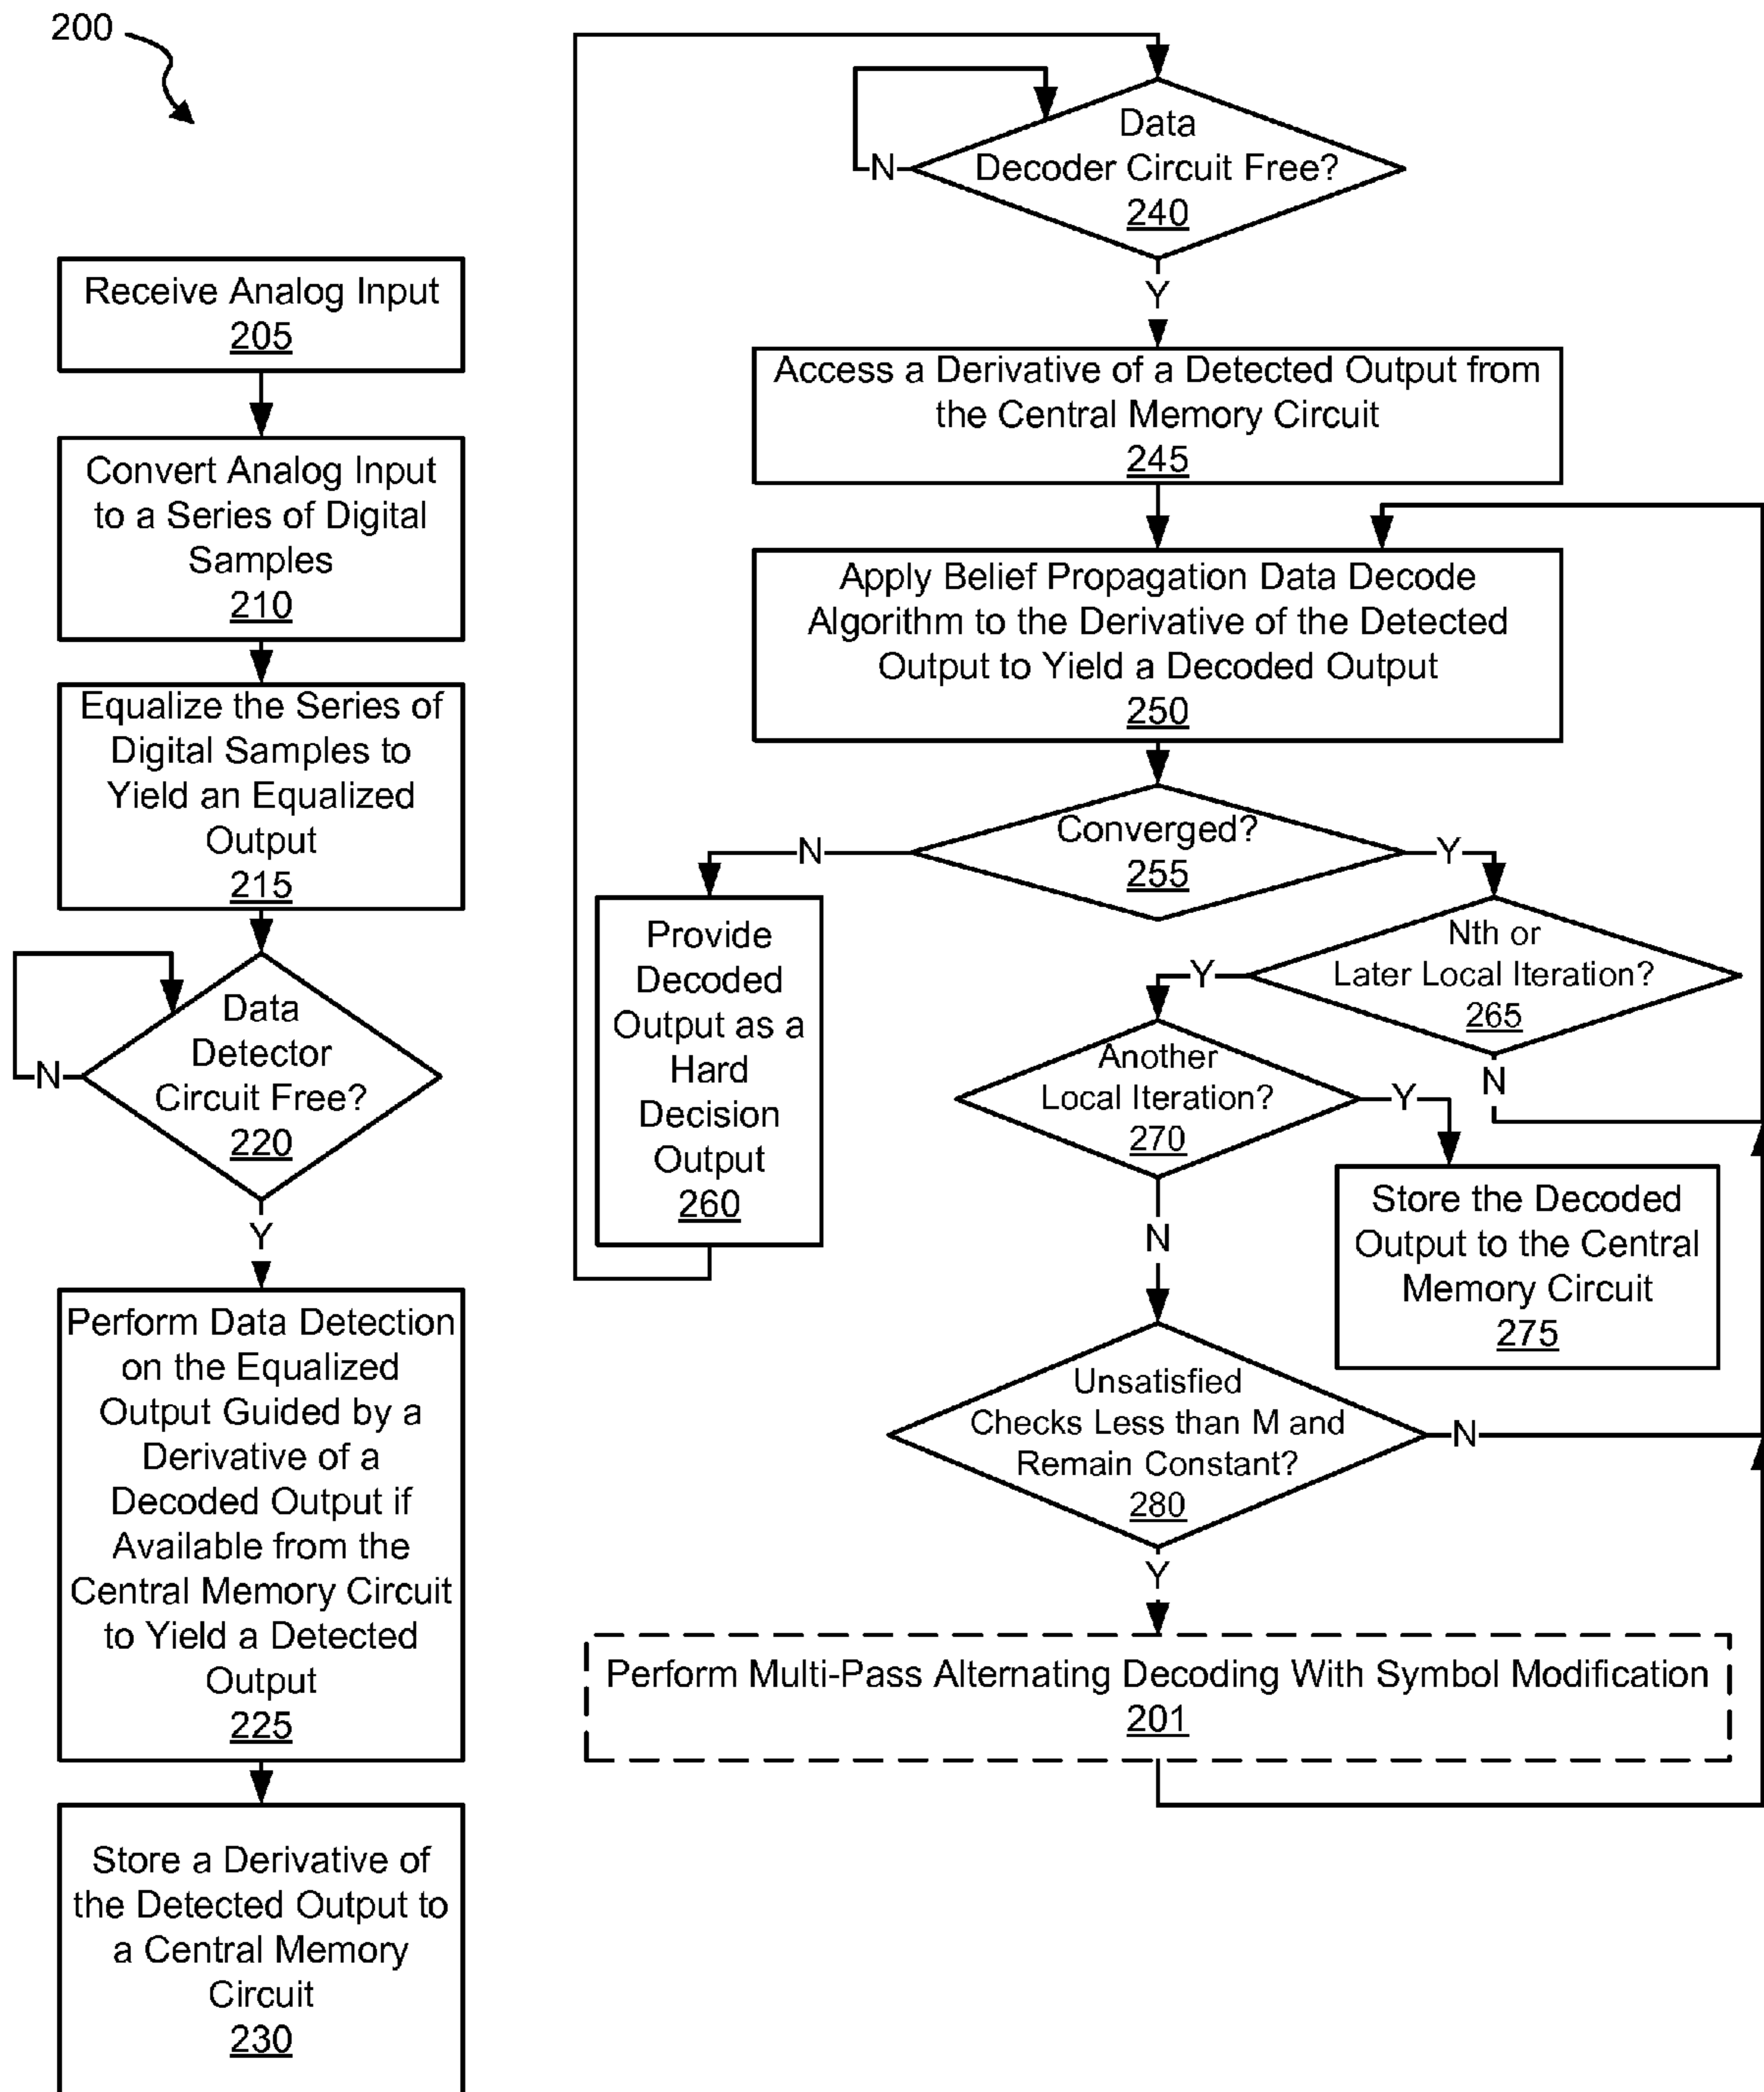 200
Receive Analog Input
205
Convert Analog Input
to a Series of Digital
Samples
210
Equalize the Series of
Digital Samples to
Yield an Equalized
Output
215
Data
Detector
Circuit Free?
220
N
Y
Perform Data Detection
on the Equalized
Output Guided by a
Derivative of a
Decoded Output if
Available from the
Central Memory Circuit
to Yield a Detected
Output
225
Store a Derivative of
the Detected Output to
a Central Memory
Circuit
230
Data
Decoder Circuit Free?
240
N
Y
Access a Derivative of a Detected Output from
the Central Memory Circuit
245
Apply Belief Propagation Data Decode
Algorithm to the Derivative of the Detected
Output to Yield a Decoded Output
250
Converged?
255
N
Y
Provide
Decoded
Output as a
Hard
Decision
Output
260
Nth or
Later Local Iteration?
265
Y
N
Another
Local Iteration?
270
Y
N
Store the Decoded
Output to the Central
Memory Circuit
275
Unsatisfied
Checks Less than M and
Remain Constant?
280
N
Y
Perform Multi-Pass Alternating Decoding With Symbol Modification
201